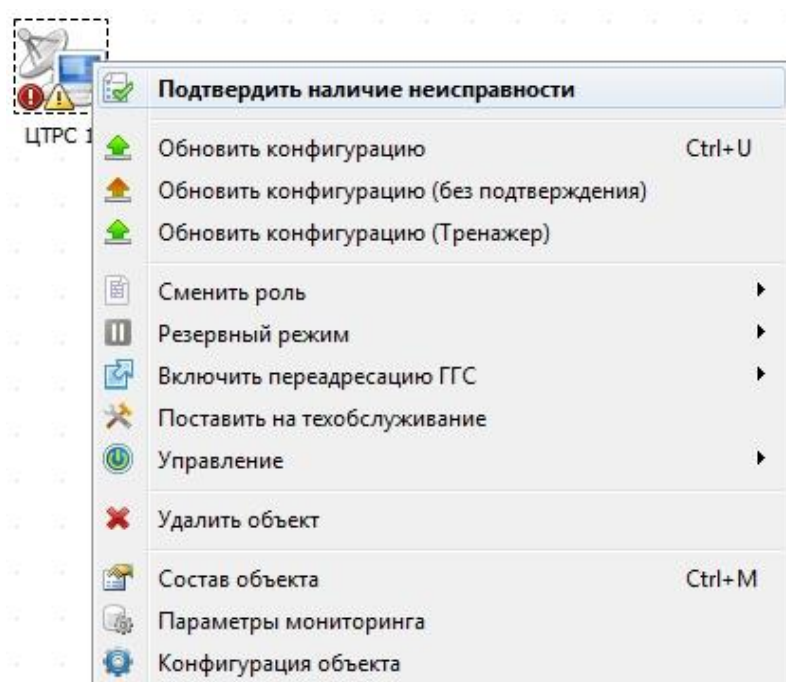 ЦТРС 1
Подтвердить наличие неисправности
Обновить конфигурацию Ctrl+U
Обновить конфигурацию (без подтверждения)
Обновить конфигурацию (Тренажер)
Сменить роль
Резервный режим
Включить переадресацию ГГС
Поставить на техобслуживание
Управление
Удалить объект
Состав объекта Ctrl+M
Параметры мониторинга
Конфигурация объекта